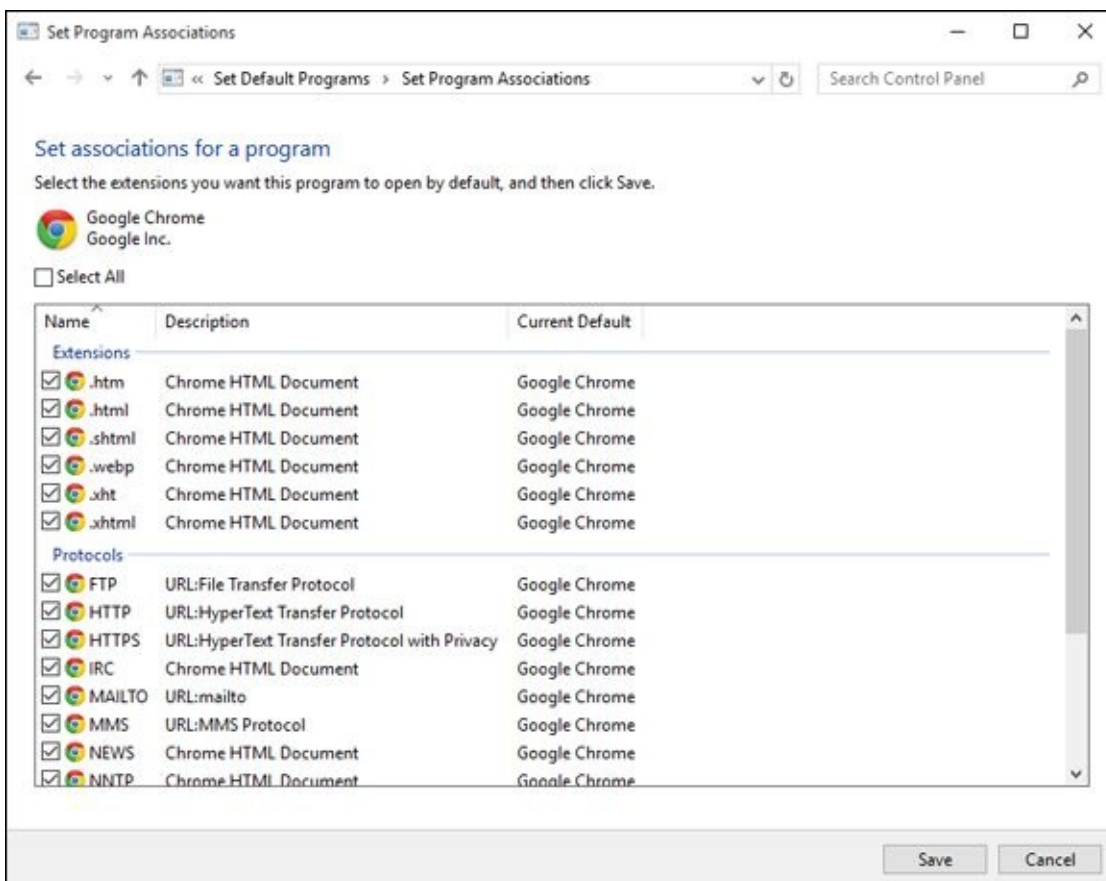 Set Program Associations
« Set Default Programs › Set Program Associations Search Control Panel
Set associations for a program
Select the extensions you want this program to open by default, and then click Save.
Google Chrome
Google Inc.
Select All
Name Description Current Default
Extensions
.htm Chrome HTML Document Google Chrome
.html Chrome HTML Document Google Chrome
.shtml Chrome HTML Document Google Chrome
.webp Chrome HTML Document Google Chrome
.xht Chrome HTML Document Google Chrome
.xhtml Chrome HTML Document Google Chrome
Protocols
FTP URL:File Transfer Protocol Google Chrome
HTTP URL:HyperText Transfer Protocol Google Chrome
HTTPS URL:HyperText Transfer Protocol with Privacy Google Chrome
IRC Chrome HTML Document Google Chrome
MAILTO URL:mailto Google Chrome
MMS URL:MMS Protocol Google Chrome
NEWS Chrome HTML Document Google Chrome
NNTP Chrome HTML Document Google Chrome
Save Cancel